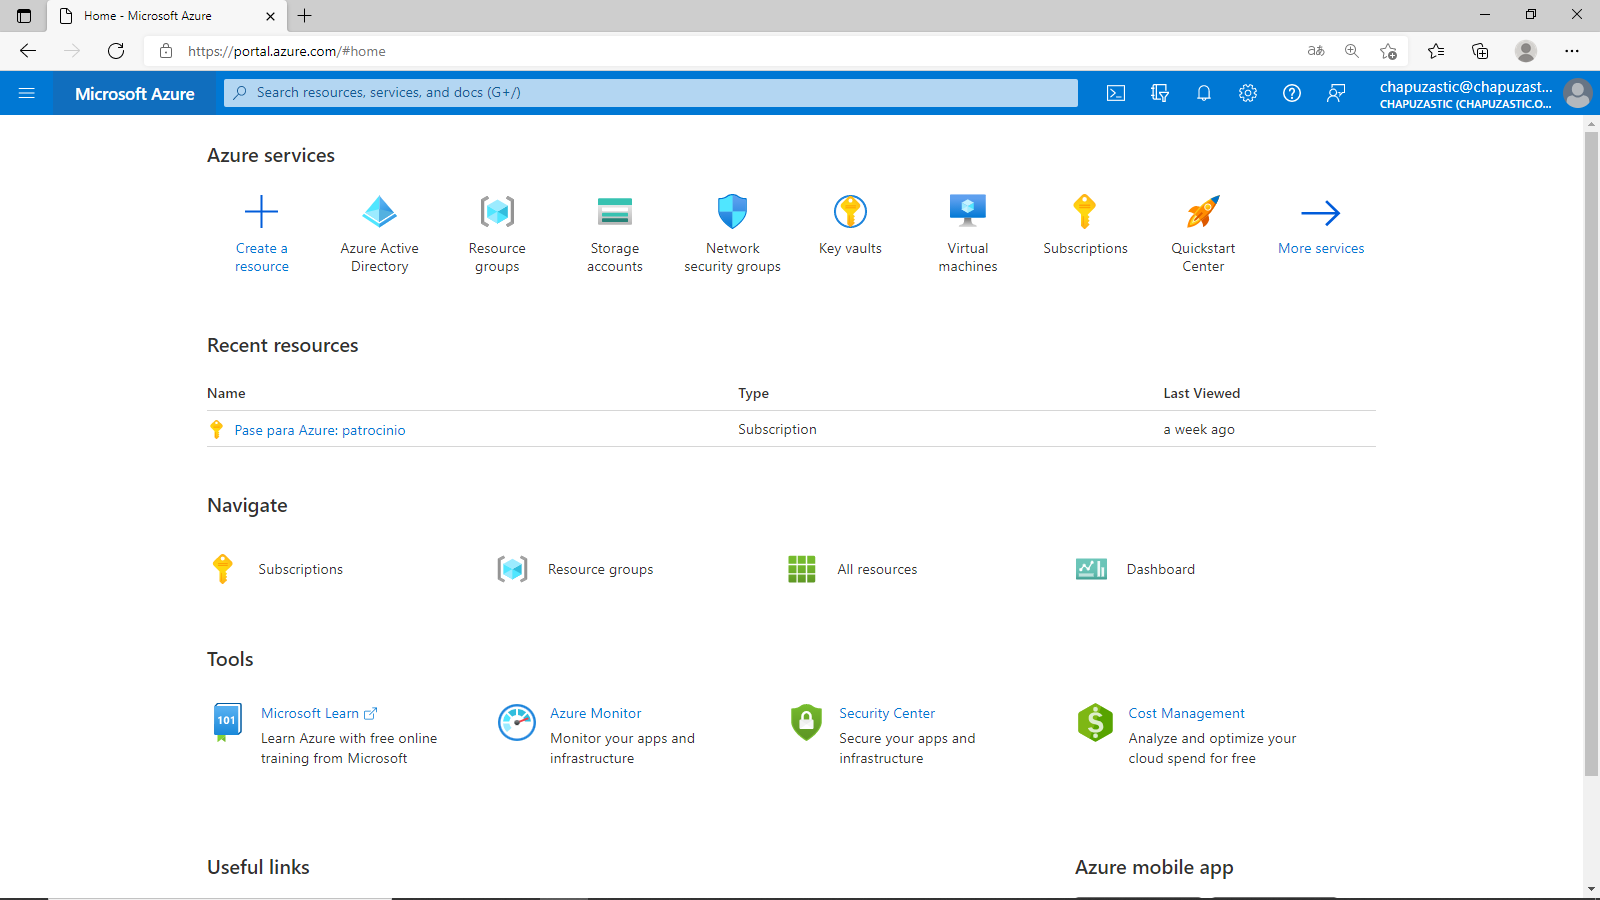 Home - Microsoft Azure
https://portal.azure.com/#home
Microsoft Azure
Search resources, services, and docs (G+/)
chapuzastic@chapuzast...
CHAPUZASTIC (CHAPUZASTIC.O...
Azure services
Create a
resource
Azure Active
Directory
Resource
groups
Storage
accounts
Network
security groups
Key vaults
Virtual
machines
Subscriptions
Quickstart
Center
More services
Recent resources
Name Type Last Viewed
Pase para Azure: patrocinio Subscription a week ago
Navigate
Subscriptions Resource groups All resources Dashboard
Tools
101
Microsoft Learn
Learn Azure with free online
training from Microsoft
Azure Monitor
Monitor your apps and
infrastructure
Security Center
Secure your apps and
infrastructure
Cost Management
Analyze and optimize your
cloud spend for free
Useful links
Azure mobile app